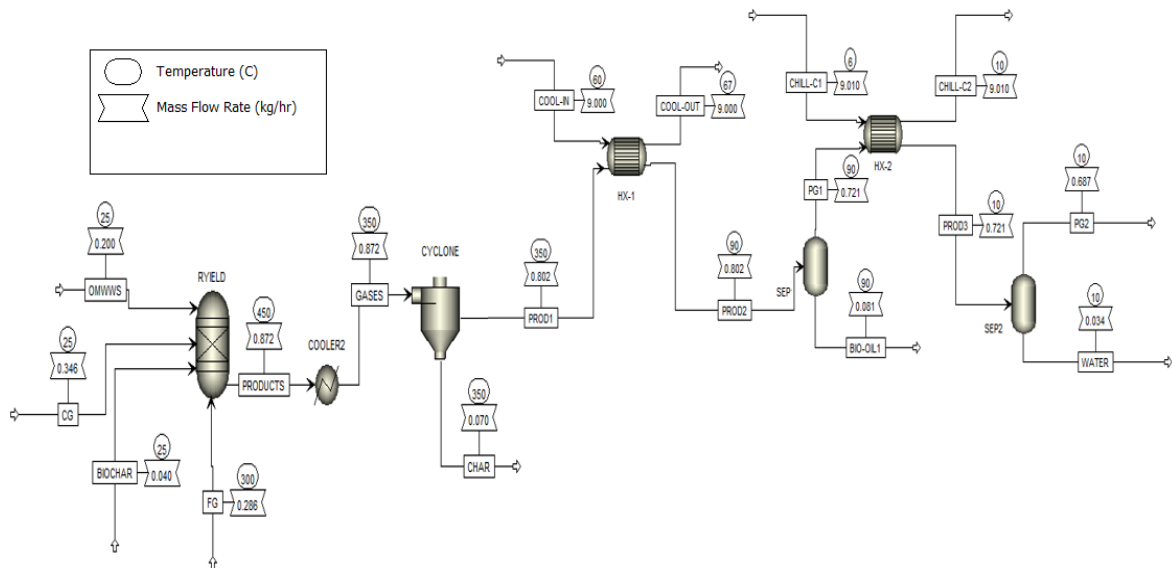 Temperature (C)
Mass Flow Rate (kg/hr)
60
COOL-IN
9.000
67
COOL-OUT
9.000
HX-1
6
CHILL-C1
9.010
10
CHILL-C2
9.010
HX-2
90
PG1
0.721
10
0.687
PG2
10
PROD3
0.721
25
0.200
OMWWS
RYIELD
350
0.872
GASES
CYCLONE
350
0.802
PROD1
90
0.802
PROD2
SEP
90
0.081
BIO-OIL1
SEP2
10
0.034
WATER
25
0.346
CG
450
0.872
PRODUCTS
COOLER2
350
0.070
CHAR
25
BIOCHAR
0.040
300
FG
0.286